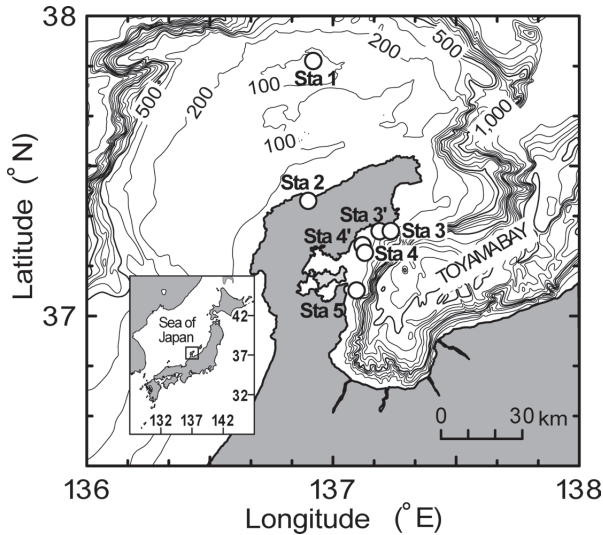 38
200
500
500
200
100
Sta 1
1,000
100
Sta 2
Sta 3'
Sta 3
Sta 4'
Sta 4
TOYAMABAY
37
Sta 5
Sea of
Japan
42
37
32
132 137 142
0 30 km
136 137 138
Latitude (°N)
Longitude (°E)